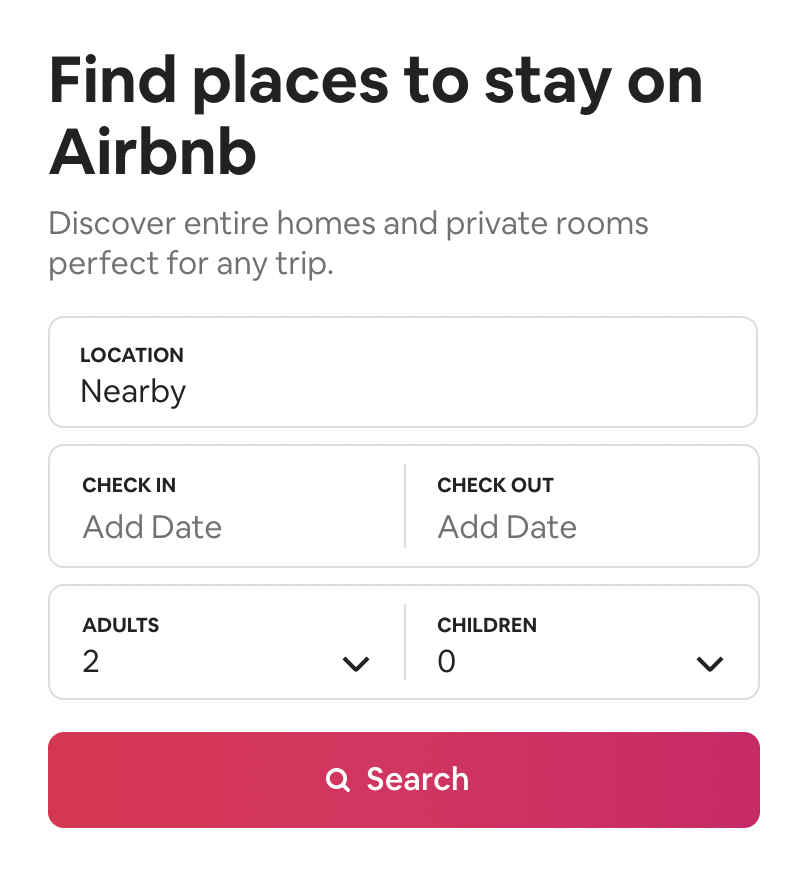 Find places to stay on
Airbnb
Discover entire homes and private rooms
perfect for any trip.
LOCATION
Nearby
CHECK IN
Add Date
CHECK OUT
Add Date
ADULTS
2
CHILDREN
0
Search